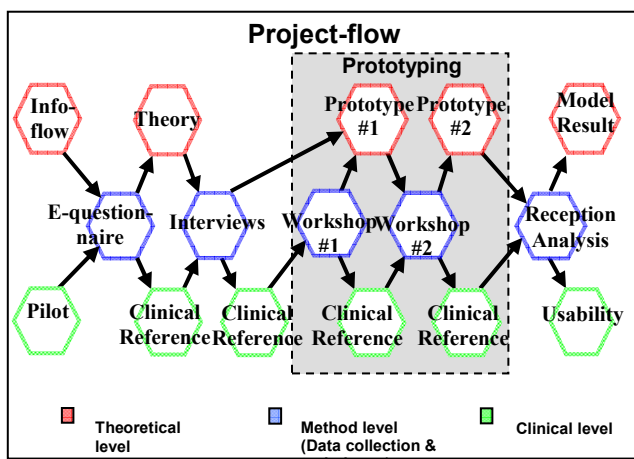 Project-flow
Prototyping
Info-
flow
Theory
Prototype
#1
Prototype
#2
Model
Result
E-question-
naire
Interviews
Workshop
#1
Workshop
#2
Reception
Analysis
Pilot
Clinical
Reference
Clinical
Reference
Clinical
Reference
Clinical
Reference
Usability
Theoretical
level
Method level
(Data collection &
Clinical level